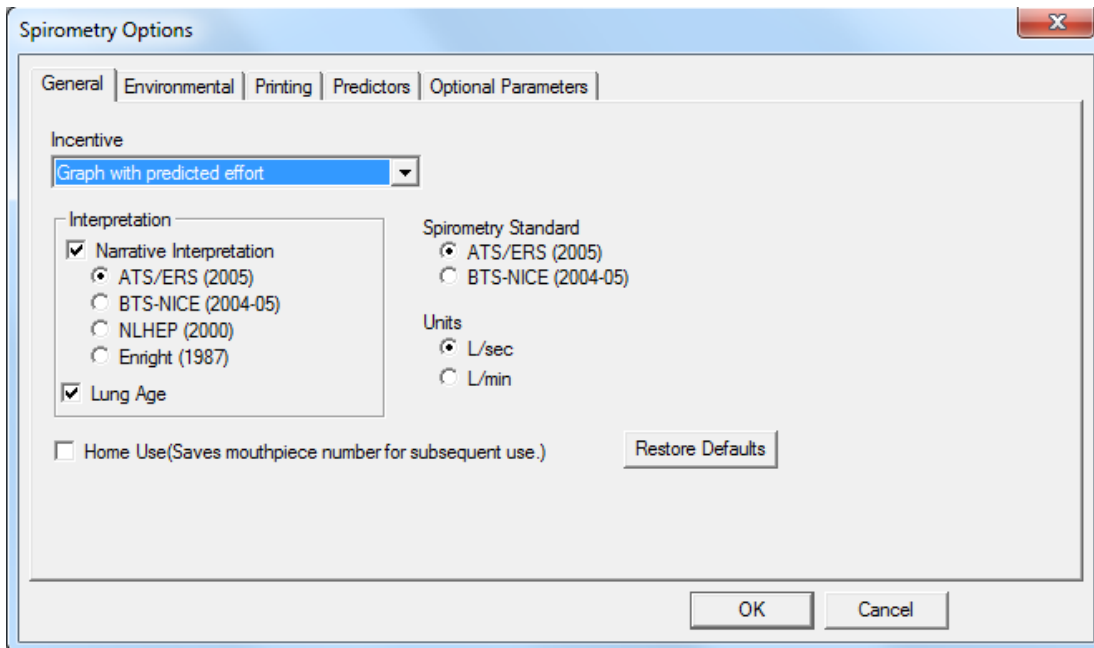 Spirometry Options
General Environmental Printing Predictors Optional Parameters
Incentive
Graph with predicted effort
Interpretation
Narrative Interpretation
ATS/ERS (2005)
BTS-NICE (2004-05)
NLHEP (2000)
Enright (1987)
Lung Age
Spirometry Standard
ATS/ERS (2005)
BTS-NICE (2004-05)
Units
L/sec
L/min
Home Use(Saves mouthpiece number for subsequent use.)
Restore Defaults
OK Cancel